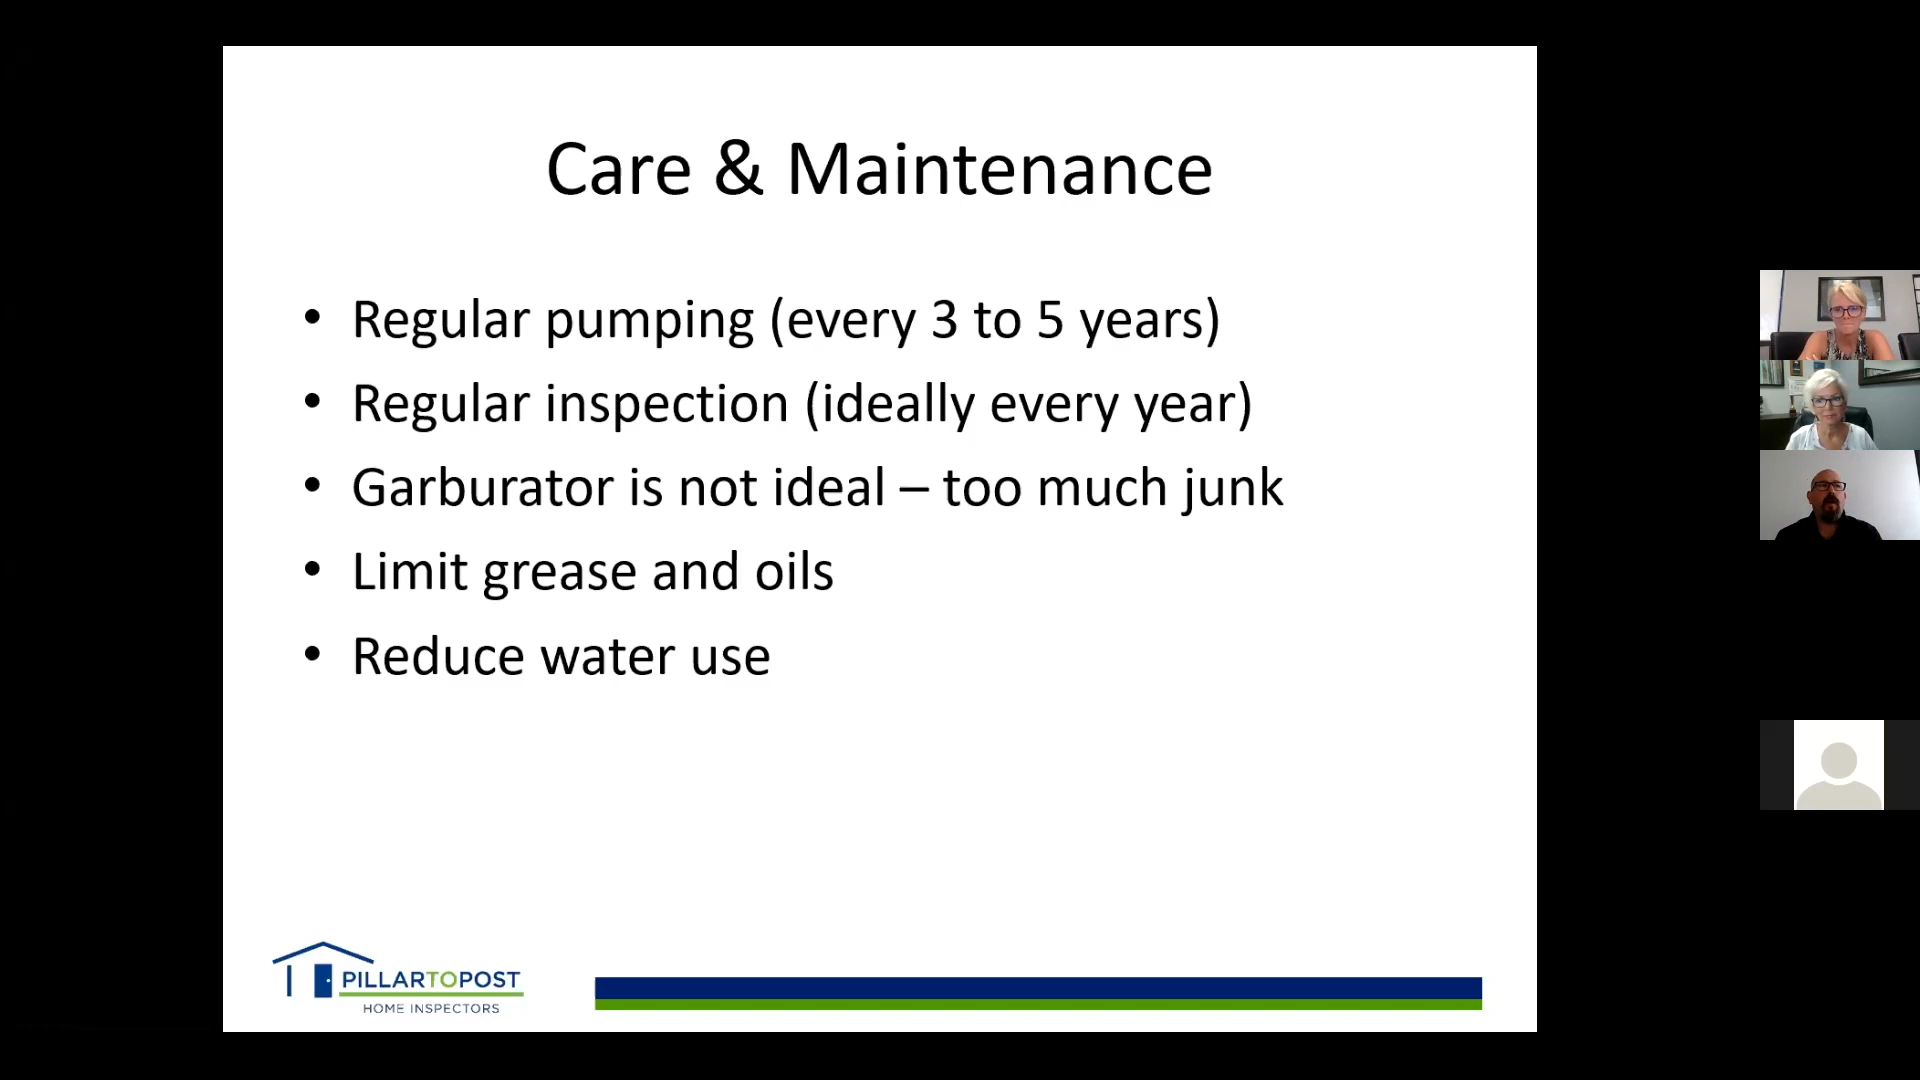 Care & Maintenance
• Regular pumping (every 3 to 5 years)
• Regular inspection (ideally every year)
• Garburator is not ideal – too much junk
• Limit grease and oils
• Reduce water use
PILLARTOPOST
HOME INSPECTORS